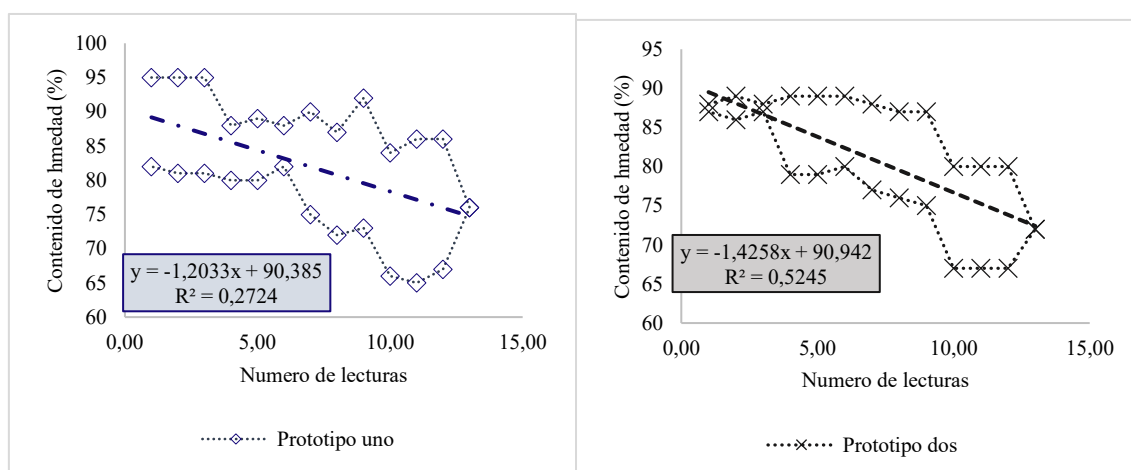 100
95
90
85
80
75
70
65
60
0,00 5,00 10,00 15,00
Contenido de hmedad (%)
Numero de lecturas
y = -1,2033x + 90,385
R² = 0,2724
Prototipo uno
95
90
85
80
75
70
65
60
0,00 5,00 10,00 15,00
Contenido de hmedad (%)
Numero de lecturas
y = -1,4258x + 90,942
R² = 0,5245
Prototipo dos